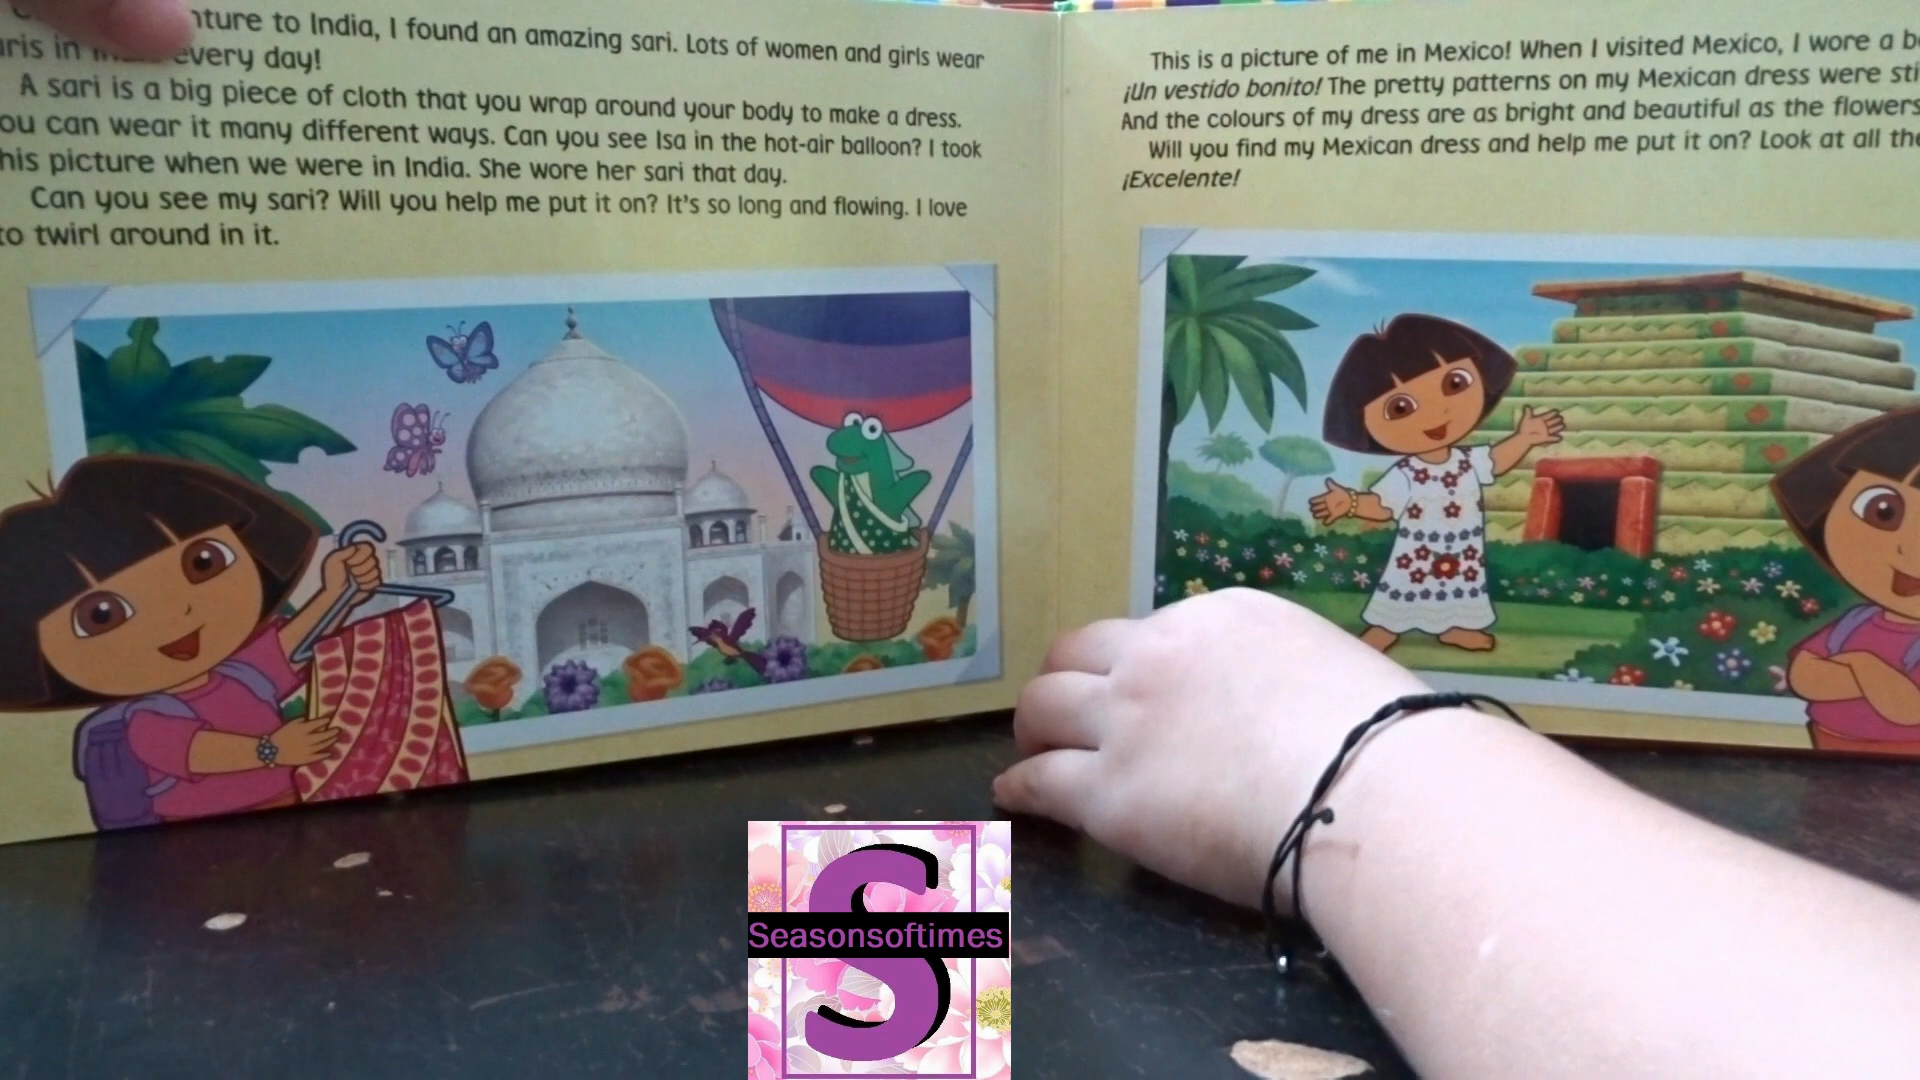 to India, I found an amazing sari. Lots of women and girls wear
in every day!
A sari is a big piece of cloth that you wrap around your body to make a dress.
ou can wear it many different ways. Can you see Isa in the hot-air balloon? I took
his picture when we were in India. She wore her sari that day.
Can you see my sari? Will you help me put it on? It's so long and flowing. I love
to twirl around in it.
This is a picture of me in Mexico! When I visited Mexico, I wore a
¡Un vestido bonito! The pretty patterns on my Mexican dress were
And the colours of my dress are as bright and beautiful as the flowers
Will you find my Mexican dress and help me put it on? Look at all
¡Excelente!
S
Seasonsoftimes